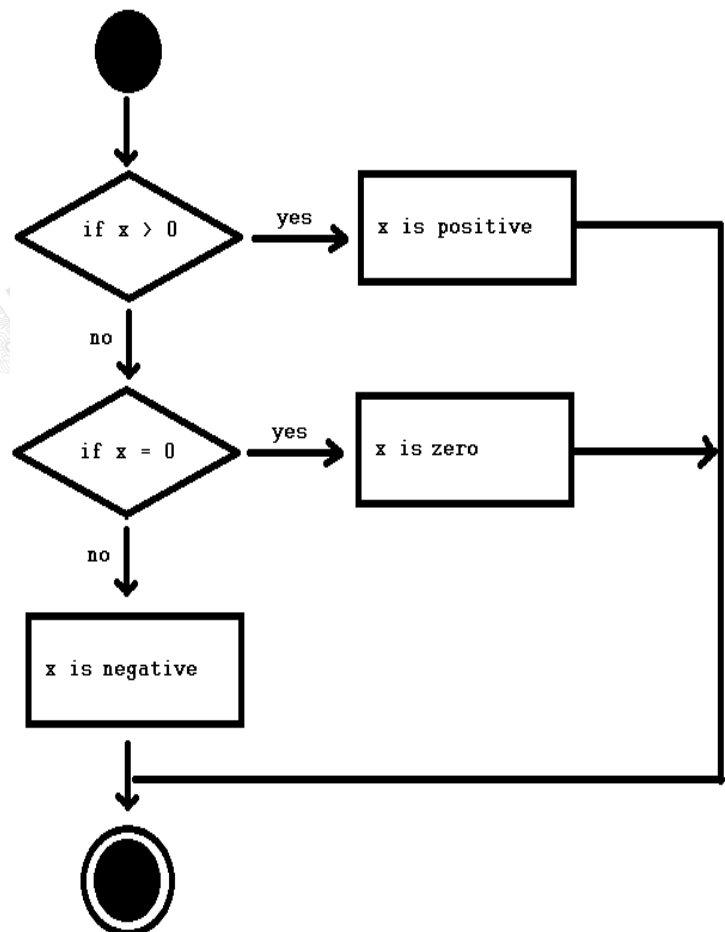 if x > 0
yes
x is positive
no
if x = 0
yes
x is zero
no
x is negative